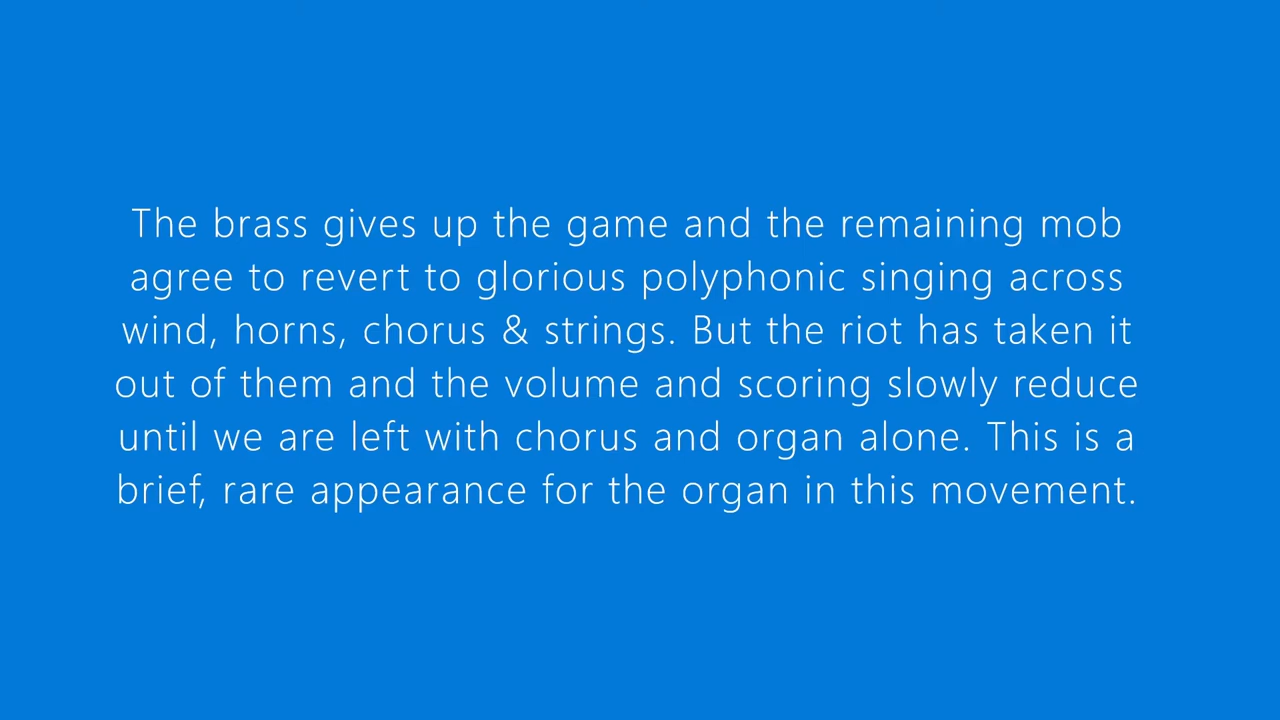 The brass gives up the game and the remaining mob
agree to revert to glorious polyphonic singing across
wind, horns, chorus & strings. But the riot has taken it
out of them and the volume and scoring slowly reduce
until we are left with chorus and organ alone. This is a
brief, rare appearance for the organ in this movement.